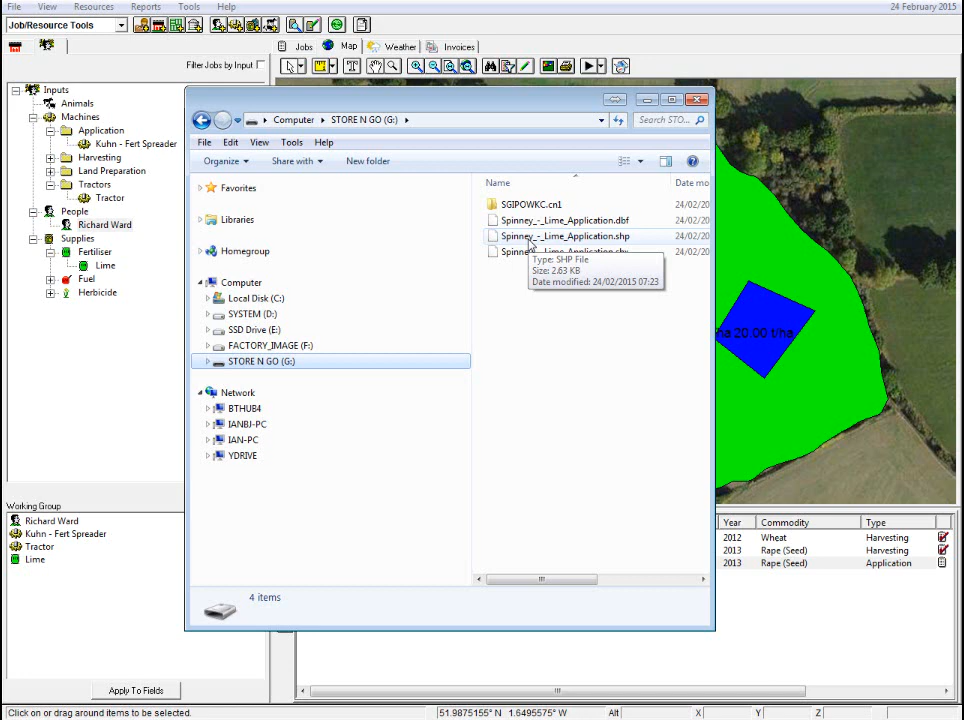 File View Resources Reports Tools Help 24 February 2015
Job/Resource Tools
Jobs Map Weather Invoices
Filter Jobs by Input
Inputs
Animals
Machines
Application
Kuhn - Fert Spreader
Harvesting
Land Preparation
Tractors
Tractor
People
Richard Ward
Supplies
Fertiliser
Lime
Fuel
Herbicide
Working Group
Richard Ward
Kuhn - Fert Spreader
Tractor
Lime
Apply To Fields
Computer STORE N GO (G:) Search STO...
File Edit View Tools Help
Organize Share with New folder
Favorites
Libraries
Homegroup
Computer
Local Disk (C:)
SYSTEM (D:)
SSD Drive (E:)
FACTORY_IMAGE (F:)
STORE N GO (G:)
Network
BTHUB4
IANBJ-PC
IAN-PC
YDRIVE
Name Date mo
SGIPOWKC.cn1 24/02/20
Spinney_-_Lime_Application.dbf 24/02/20
Spinney_-_Lime_Application.shp 24/02/20
Spinney_-_Lime_Application.shx 24/02/20
Type: SHP File
Size: 2.63 KB
Date modified: 24/02/2015 07:23
4 items
ha 20.00 t/ha
Year Commodity Type
2012 Wheat Harvesting
2013 Rape (Seed) Harvesting
2013 Rape (Seed) Application
Click on or drag around items to be selected. 51.9875155° N 1.6495575° W Alt X Y Z